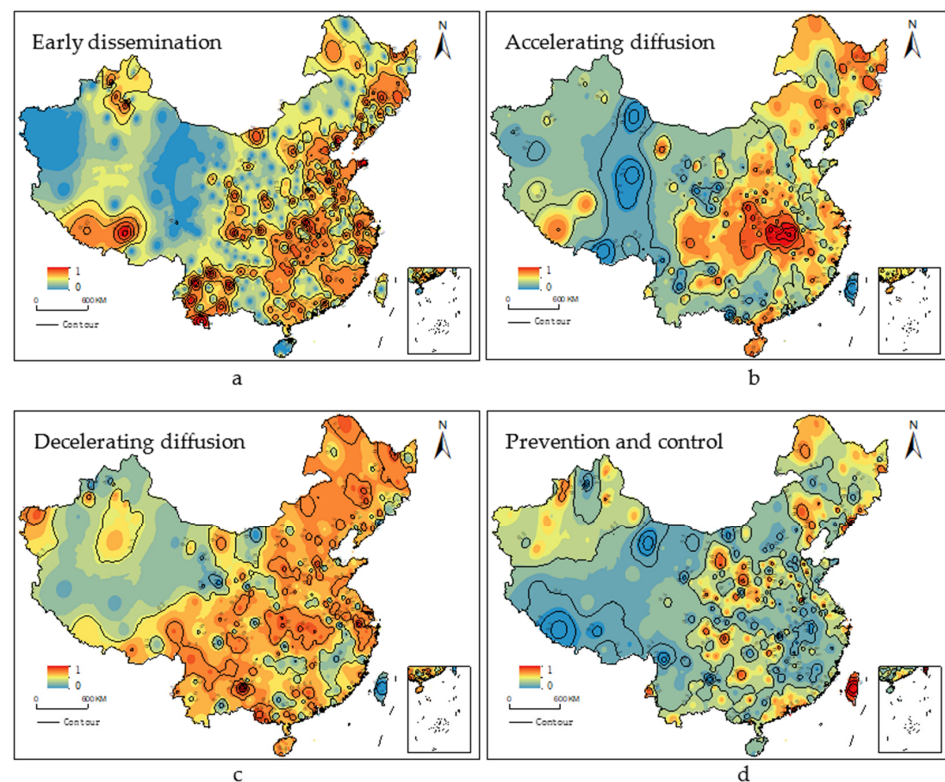 Early dissemination
N
1
0
0
600 KM
Contour
a
Accelerating diffusion
N
1
0
0
600 KM
Contour
b
Decelerating diffusion
N
1
0
0
600 KM
Contour
c
Prevention and control
N
1
0
0
600 KM
Contour
d